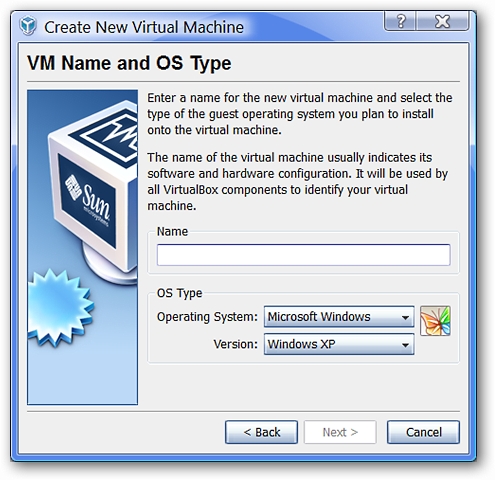 Create New Virtual Machine
VM Name and OS Type
Enter a name for the new virtual machine and select the
type of the guest operating system you plan to install
onto the virtual machine.
The name of the virtual machine usually indicates its
software and hardware configuration. It will be used by
all VirtualBox components to identify your virtual
machine.
Sun
microsystems
Name
OS Type
Operating System: Microsoft Windows
Version: Windows XP
< Back Next > Cancel